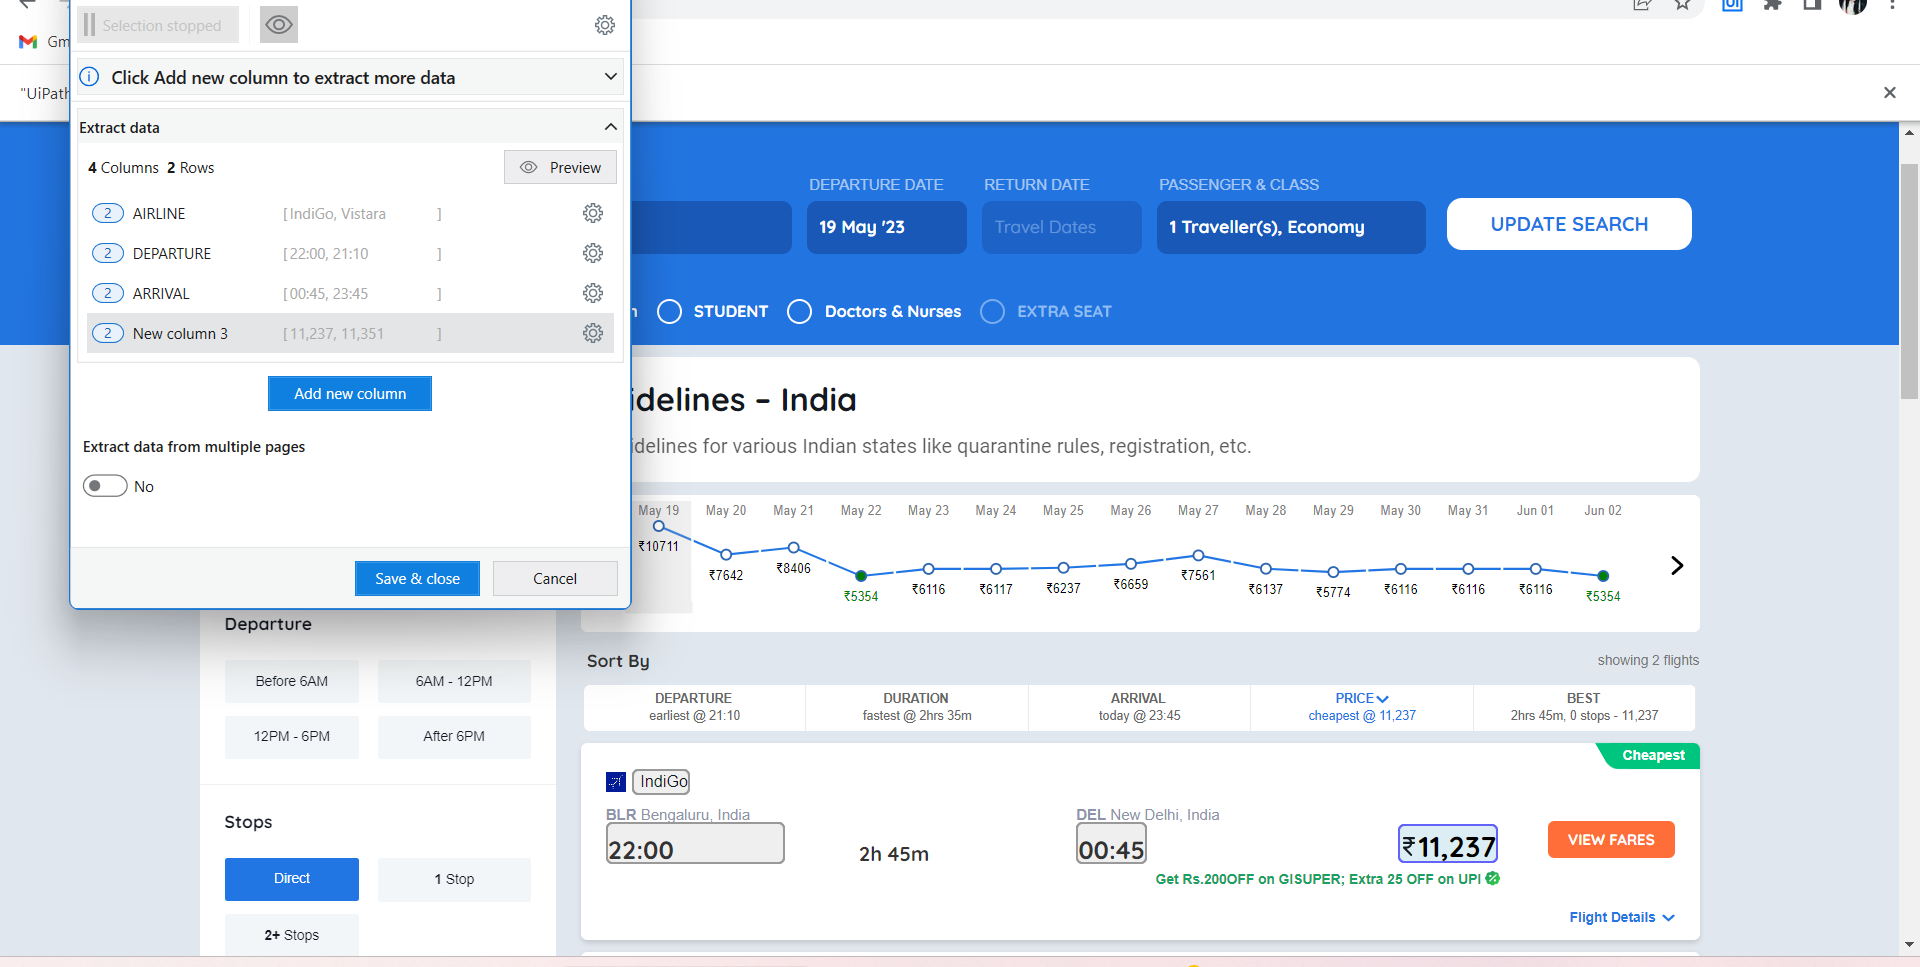 Selection stopped
Gm
Click Add new column to extract more data
"UiPath
Extract data
4 Columns 2 Rows
Preview
2 AIRLINE [ IndiGo, Vistara ]
2 DEPARTURE [ 22:00, 21:10 ]
2 ARRIVAL [ 00:45, 23:45 ]
2 New column 3 [ 11,237, 11,351 ]
Add new column
Extract data from multiple pages
No
Save & close
Cancel
DEPARTURE DATE
RETURN DATE
PASSENGER & CLASS
19 May '23
Travel Dates
1 Traveller(s), Economy
UPDATE SEARCH
n
STUDENT
Doctors & Nurses
EXTRA SEAT
idelines – India
idelines for various Indian states like quarantine rules, registration, etc.
May 19 May 20 May 21 May 22 May 23 May 24 May 25 May 26 May 27 May 28 May 29 May 30 May 31 Jun 01 Jun 02
₹10711 ₹7642 ₹8406 ₹5354 ₹6116 ₹6117 ₹6237 ₹6659 ₹7561 ₹6137 ₹5774 ₹6116 ₹6116 ₹6116 ₹5354
Departure
Before 6AM
6AM - 12PM
12PM - 6PM
After 6PM
Stops
Direct
1 Stop
2+ Stops
Sort By
showing 2 flights
DEPARTURE
earliest @ 21:10
DURATION
fastest @ 2hrs 35m
ARRIVAL
today @ 23:45
PRICE
cheapest @ 11,237
BEST
2hrs 45m, 0 stops - 11,237
Cheapest
IndiGo
BLR Bengaluru, India
DEL New Delhi, India
22:00
2h 45m
00:45
₹11,237
VIEW FARES
Get Rs.200OFF on GISUPER; Extra 25 OFF on UPI
Flight Details